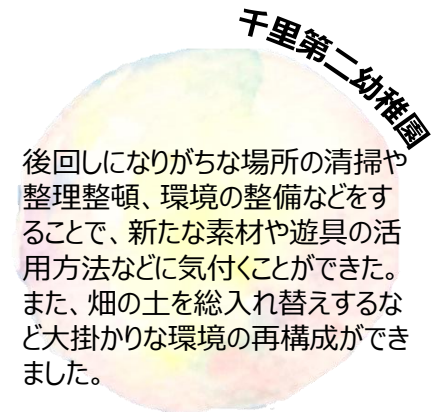 千里第二幼稚園
後回しになりがちな場所の清掃や
整理整頓、環境の整備などをす
ることで、新たな素材や遊具の活
用方法などに気付くことができた。
また、畑の土を総入れ替えするな
ど大掛かりな環境の再構成ができ
ました。